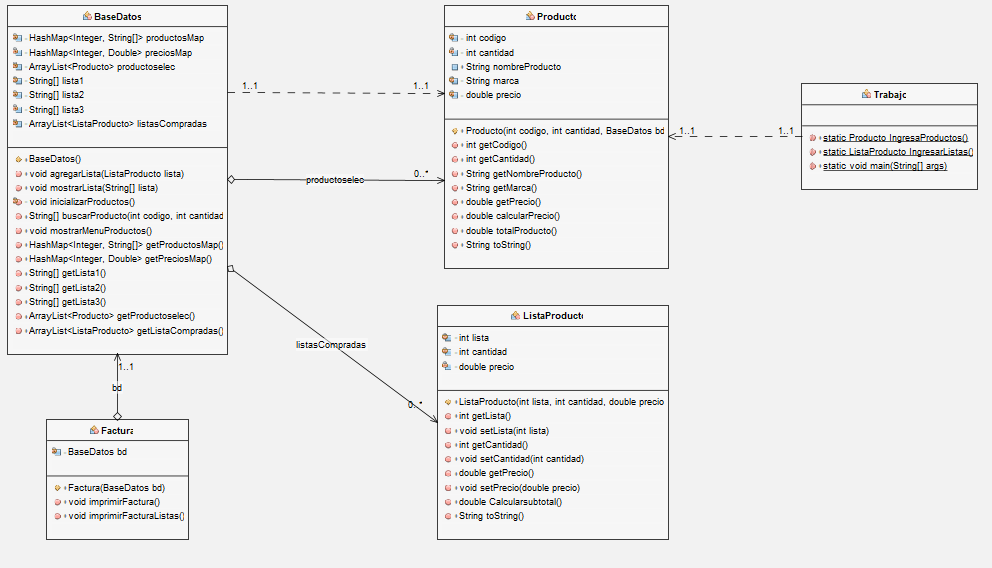 BaseDatos
- HashMap<Integer, String[]> productosMap
- HashMap<Integer, Double> preciosMap
- ArrayList<Producto> productoselec
- String[] lista1
- String[] lista2
- String[] lista3
- ArrayList<ListaProducto> listasCompradas
+ BaseDatos()
+ void agregarLista(ListaProducto lista)
+ void mostrarLista(String[] lista)
- void inicializarProductos()
+ String[] buscarProducto(int codigo, int cantidad
+ void mostrarMenuProductos()
+ HashMap<Integer, String[]> getProductosMap()
+ HashMap<Integer, Double> getPreciosMap()
+ String[] getLista1()
+ String[] getLista2()
+ String[] getLista3()
+ ArrayList<Producto> getProductoselec()
+ ArrayList<ListaProducto> getListaCompradas()
1..1
1..1
productoselec
0..*
listasCompradas
0..*
1..1
bd
Factura
- BaseDatos bd
+ Factura(BaseDatos bd)
+ void imprimirFactura()
+ void imprimirFacturaListas()
Producto
- int codigo
- int cantidad
+ String nombreProducto
- String marca
- double precio
+ Producto(int codigo, int cantidad, BaseDatos bd
+ int getCodigo()
+ int getCantidad()
+ String getNombreProducto()
+ String getMarca()
+ double getPrecio()
+ double calcularPrecio()
+ double totalProducto()
+ String toString()
1..1
1..1
Trabajo
+ static Producto IngresaProductos()
+ static ListaProducto IngresarListas()
+ static void main(String[] args)
ListaProducto
- int lista
- int cantidad
- double precio
+ ListaProducto(int lista, int cantidad, double precio
+ int getLista()
+ void setLista(int lista)
+ int getCantidad()
+ void setCantidad(int cantidad)
+ double getPrecio()
+ void setPrecio(double precio)
+ double Calcularsubtotal()
+ String toString()